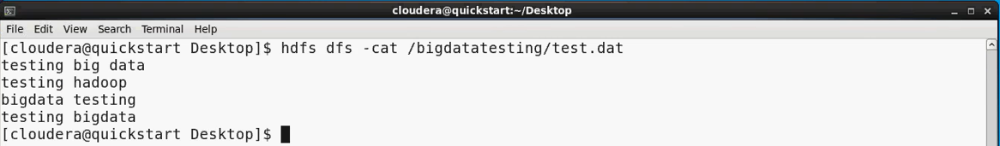 cloudera@quickstart:~/Desktop
File Edit View Search Terminal Help
[cloudera@quickstart Desktop]$ hdfs dfs -cat /bigdatatesting/test.dat
testing big data
testing hadoop
bigdata testing
testing bigdata
[cloudera@quickstart Desktop]$